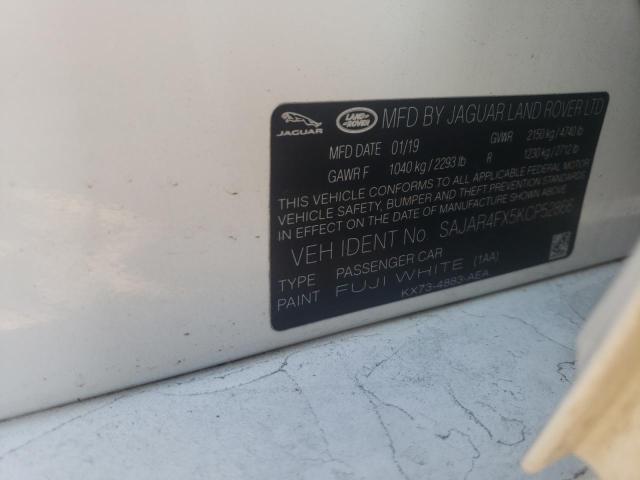 JAGUAR LAND ROVER MFD BY JAGUAR LAND ROVER LTD
MFD DATE 01/19 GVWR 2150 kg / 4740 lb
GAWR F 1040 kg / 2293 lb R 1230 kg / 2712 lb
THIS VEHICLE CONFORMS TO ALL APPLICABLE FEDERAL MOTOR
VEHICLE SAFETY, BUMPER AND THEFT PREVENTION STANDARDS
IN EFFECT ON THE DATE OF MANUFACTURE SHOWN ABOVE
VEH IDENT No SAJAR4FX5KCP52866
TYPE PASSENGER CAR
PAINT FUJI WHITE (1AA)
KX73-4883-AEA